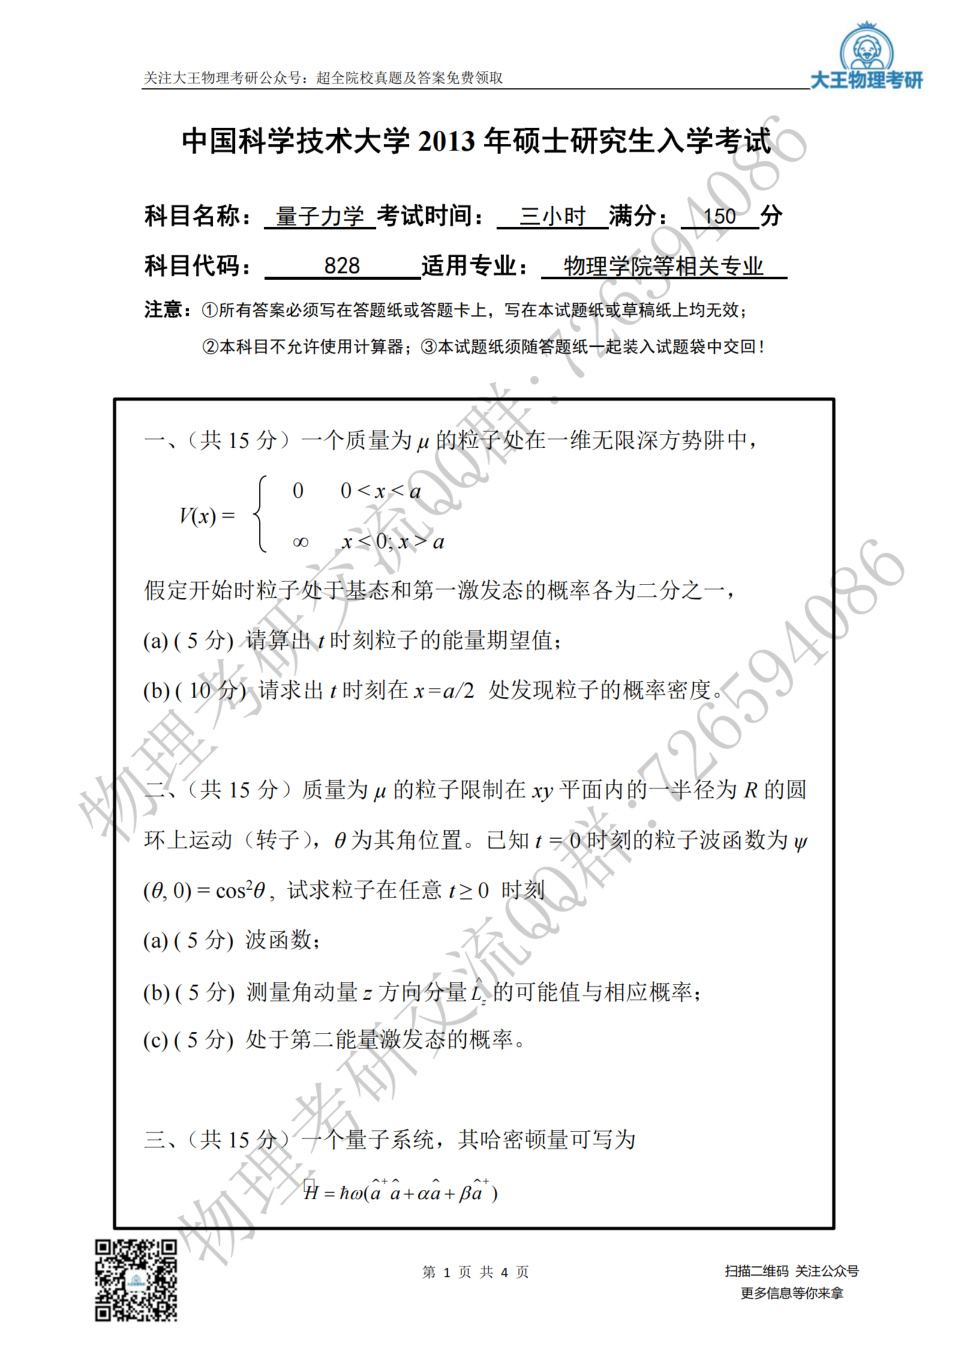 关注大王物理考研公众号：超全院校真题及答案免费领取
大王物理考研
中国科学技术大学 2013 年硕士研究生入学考试
科目名称： 量子力学 考试时间： 三小时 满分： 150 分
科目代码： 828 适用专业： 物理学院等相关专业
注意：①所有答案必须写在答题纸或答题卡上，写在本试题纸或草稿纸上均无效；
②本科目不允许使用计算器；③本试题纸须随答题纸一起装入试题袋中交回！
一、（共 15 分）一个质量为 μ 的粒子处在一维无限深方势阱中，
0 0 < x < a
V(x) = {
∞ x < 0; x > a
假定开始时粒子处于基态和第一激发态的概率各为二分之一，
(a) ( 5 分) 请算出 t 时刻粒子的能量期望值；
(b) ( 10 分) 请求出 t 时刻在 x =a/2 处发现粒子的概率密度。
二、（共 15 分）质量为 μ 的粒子限制在 xy 平面内的一半径为 R 的圆
环上运动（转子），θ 为其角位置。已知 t = 0 时刻的粒子波函数为 ψ
(θ, 0) = cos²θ , 试求粒子在任意 t ≥ 0 时刻
(a) ( 5 分) 波函数；
(b) ( 5 分) 测量角动量 z 方向分量 L̂_z 的可能值与相应概率；
(c) ( 5 分) 处于第二能量激发态的概率。
三、（共 15 分）一个量子系统，其哈密顿量可写为
H = ħω(â⁺â + αâ + βâ⁺)
物理考研交流QQ群：726594086
物理考研交流QQ群：726594086
大王物理考研
第 1 页 共 4 页
扫描二维码 关注公众号
更多信息等你来拿